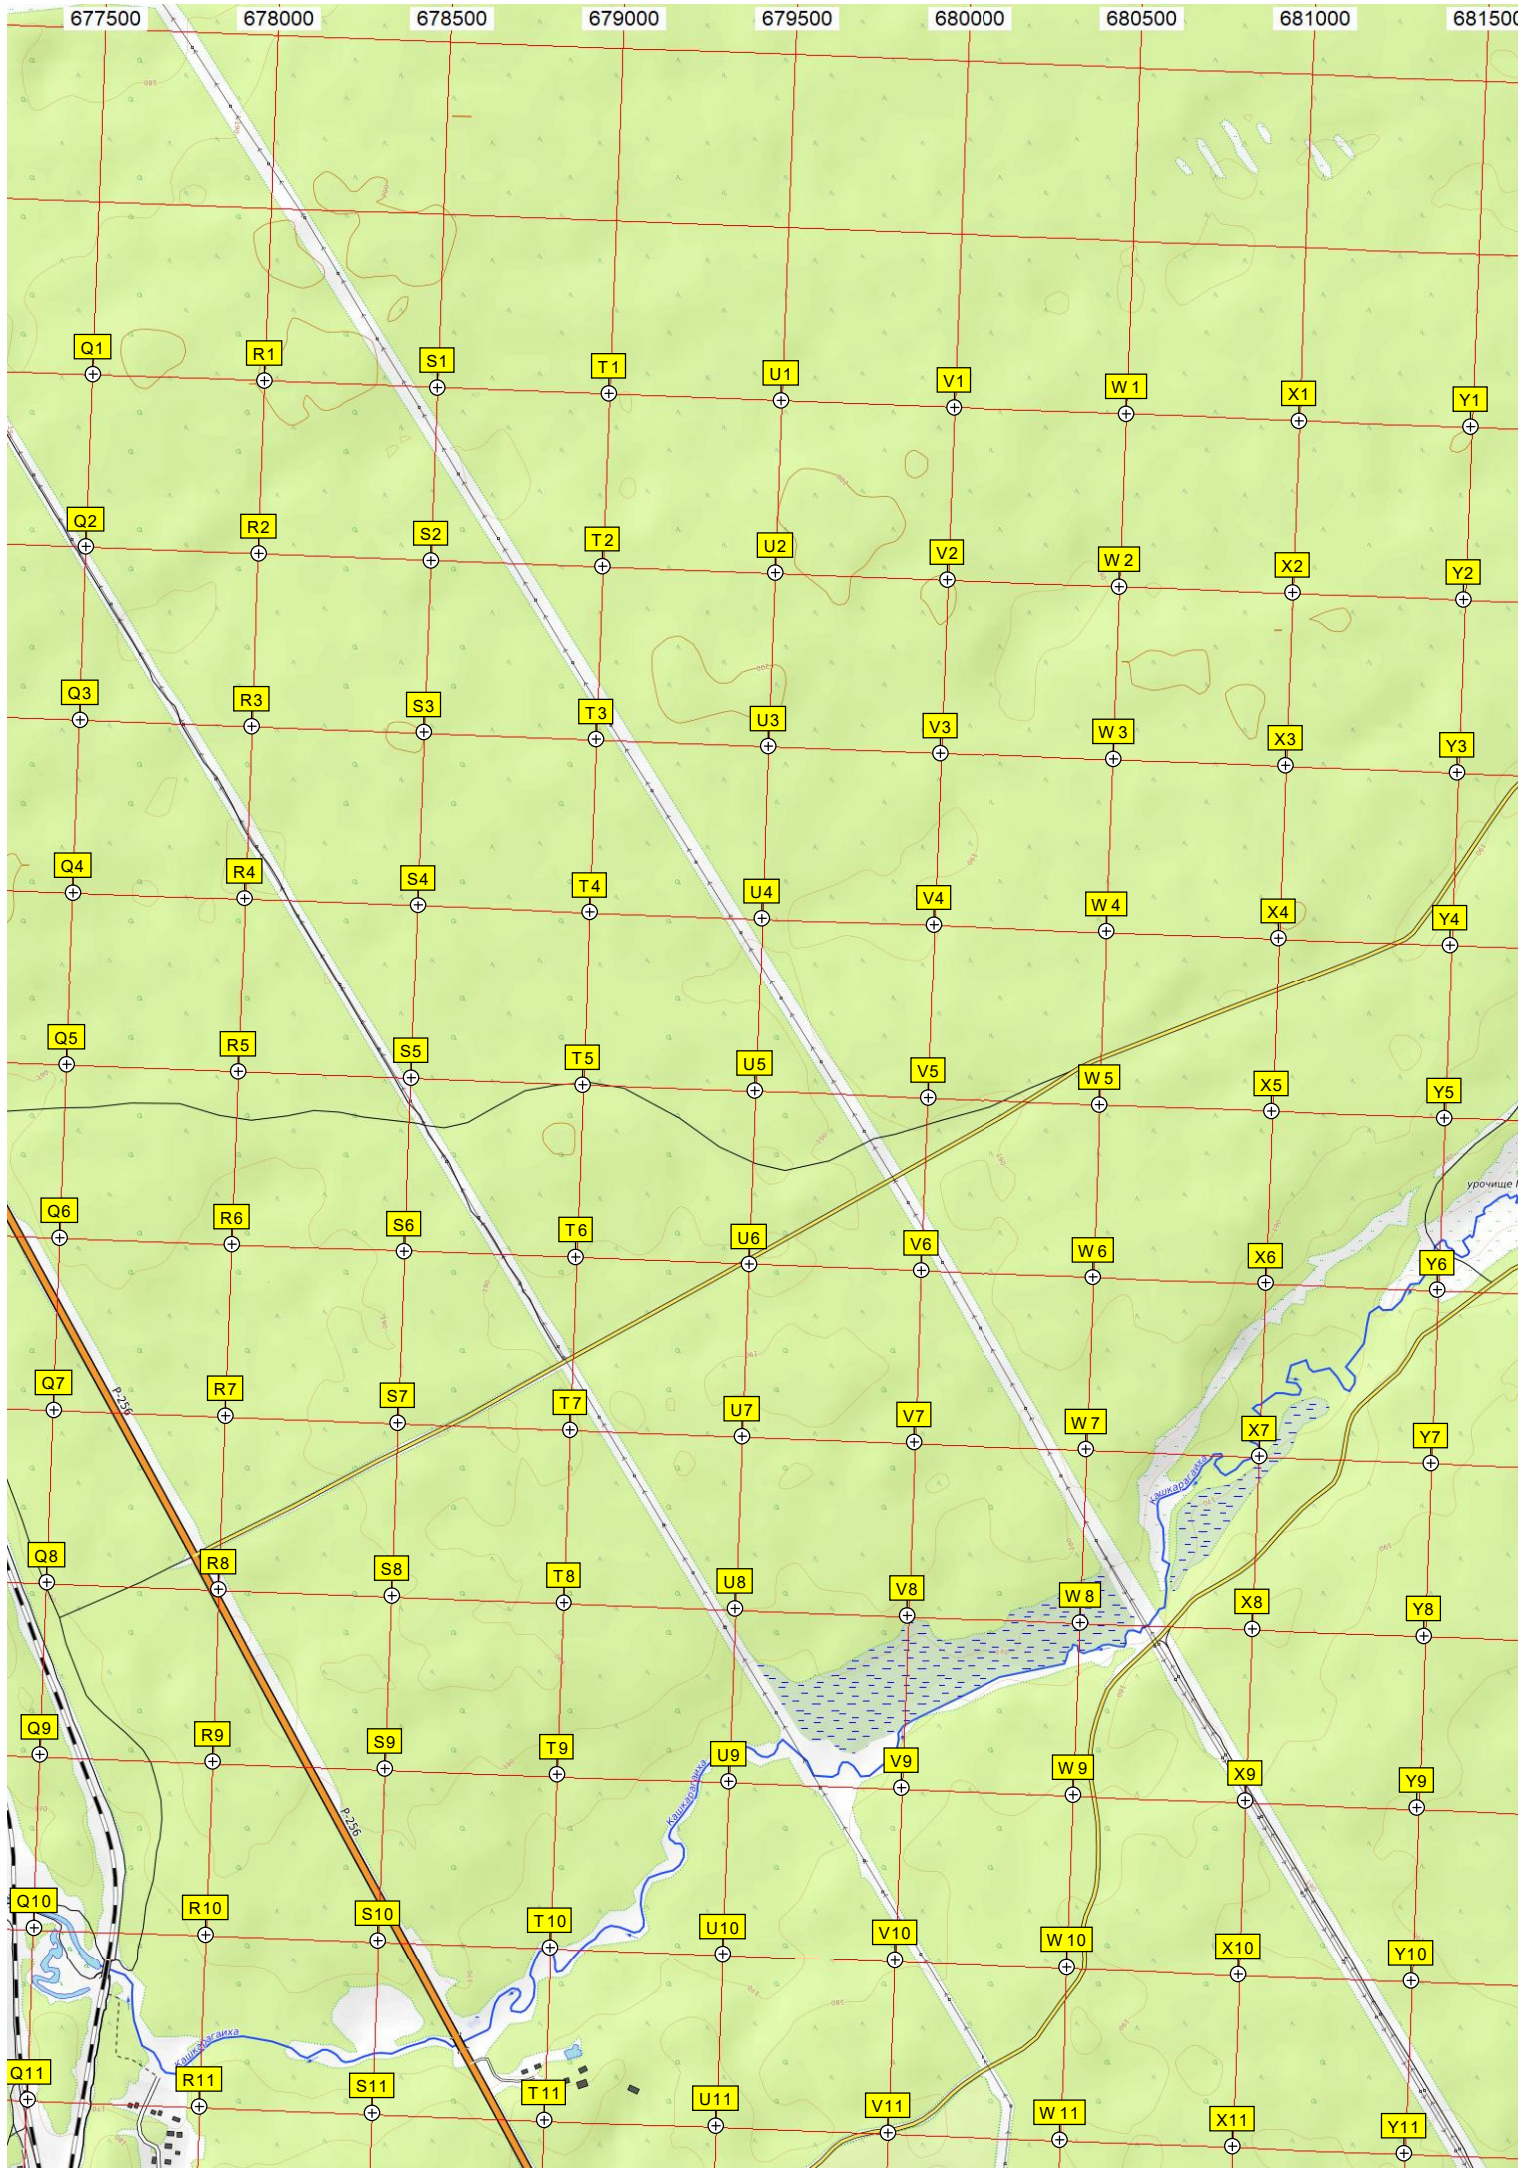 677500 678000 678500 679000 679500 680000 680500 681000
Q1 R1 S1 T1 U1 V1 W1 X1 Y1
Q2 R2 S2 T2 U2 V2 W2 X2 Y2
Q3 R3 S3 T3 U3 V3 W3 X3 Y3
Q4 R4 S4 T4 U4 V4 W4 X4 Y4
Q5 R5 S5 T5 U5 V5 W5 X5 Y5
урочище
Q6 R6 S6 T6 U6 V6 W6 X6 Y6
Q7 R7 S7 T7 U7 V7 W7 X7 Y7
Р-256
Кашкарагаиха
Q8 R8 S8 T8 U8 V8 W8 X8 Y8
Q9 R9 S9 T9 U9 V9 W9 X9 Y9
Кашкарагаиха
Р-256
Q10 R10 S10 T10 U10 V10 W10 X10 Y10
Кашкарагаиха
Q11 R11 S11 T11 U11 V11 W11 X11 Y11